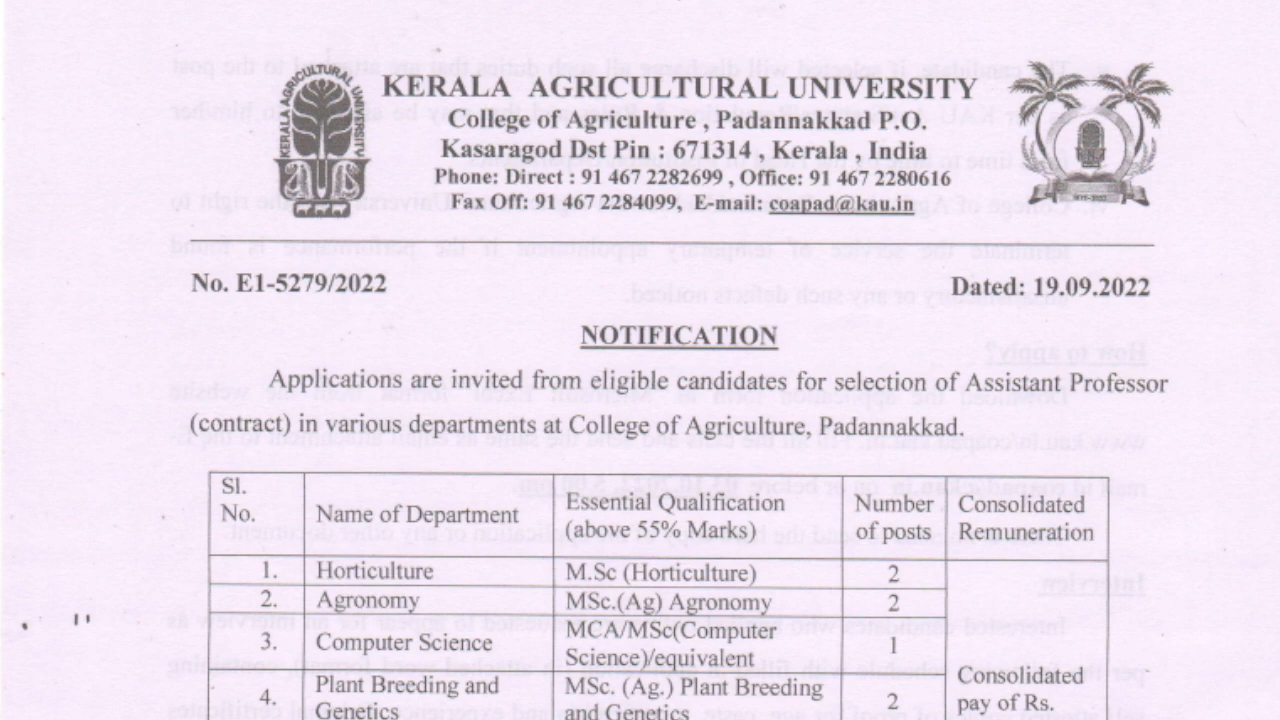 KERALA AGRICULTURAL UNIVERSITY
KERALA AGRICULTURAL UNIVERSITY
College of Agriculture , Padannakkad P.O.
Kasaragod Dst Pin : 671314 , Kerala , India
Phone: Direct : 91 467 2282699 , Office: 91 467 2280616
Fax Off: 91 467 2284099, E-mail: coapad@kau.in
No. E1-5279/2022
Dated: 19.09.2022
NOTIFICATION
Applications are invited from eligible candidates for selection of Assistant Professor
(contract) in various departments at College of Agriculture, Padannakkad.
Sl. No. Name of Department Essential Qualification (above 55% Marks) Number of posts Consolidated Remuneration
1. Horticulture M.Sc (Horticulture) 2
2. Agronomy MSc.(Ag) Agronomy 2
3. Computer Science MCA/MSc(Computer Science)/equivalent 1
4. Plant Breeding and Genetics MSc. (Ag.) Plant Breeding and Genetics 2 Consolidated pay of Rs.